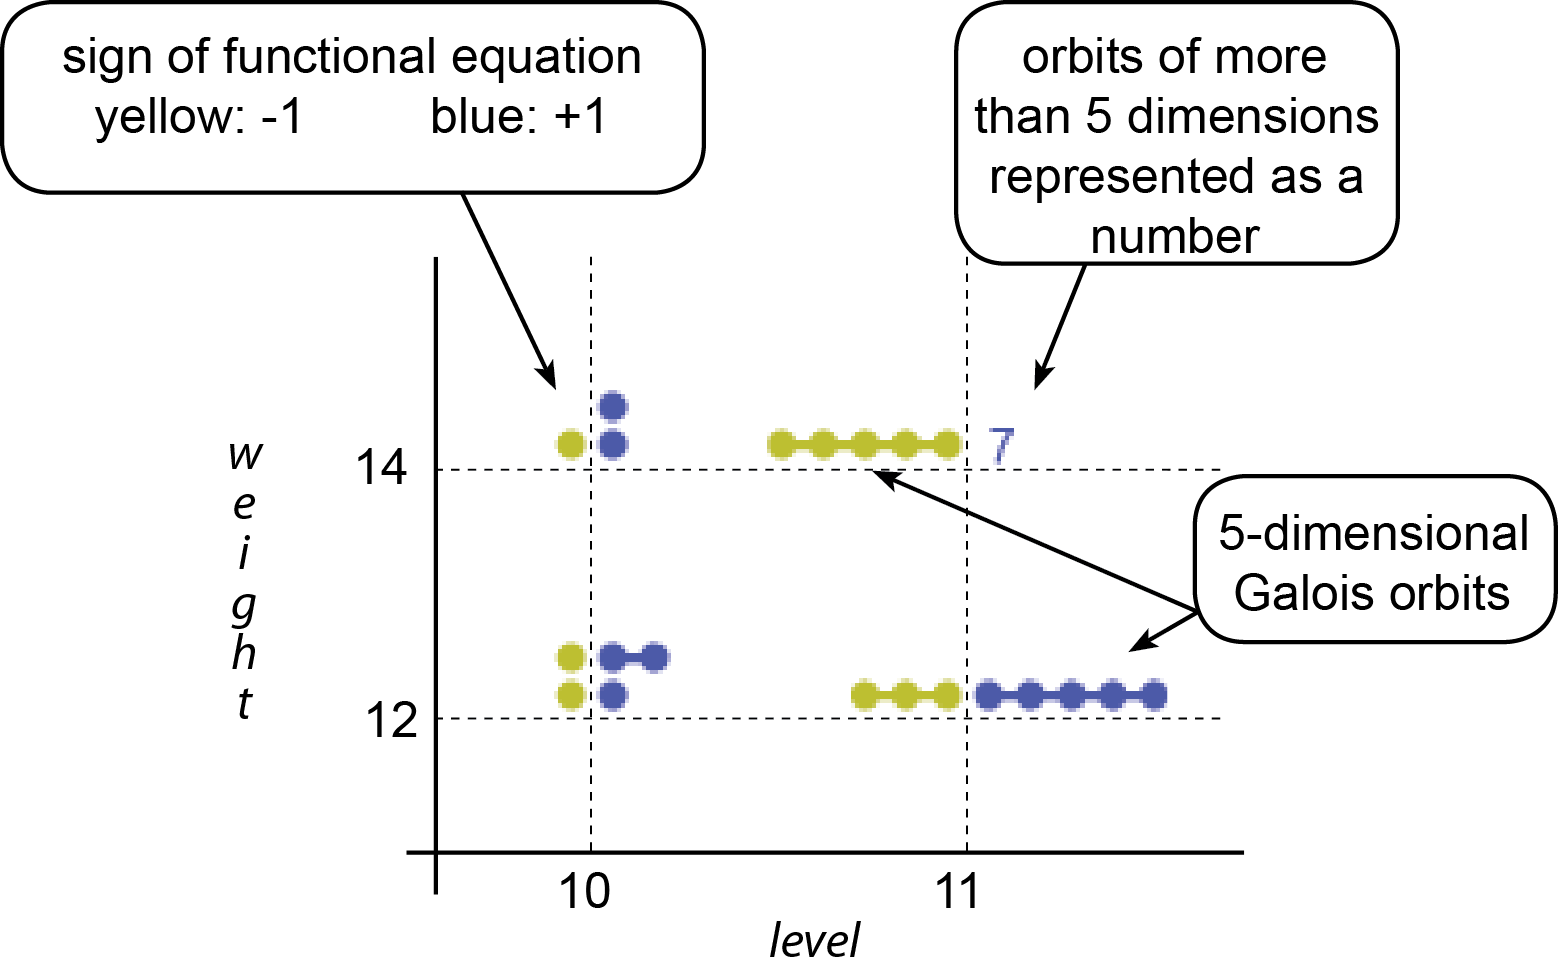 sign of functional equation
yellow: -1 blue: +1
orbits of more
than 5 dimensions
represented as a
number
7
weight
14
5-dimensional
Galois orbits
12
10
11
level